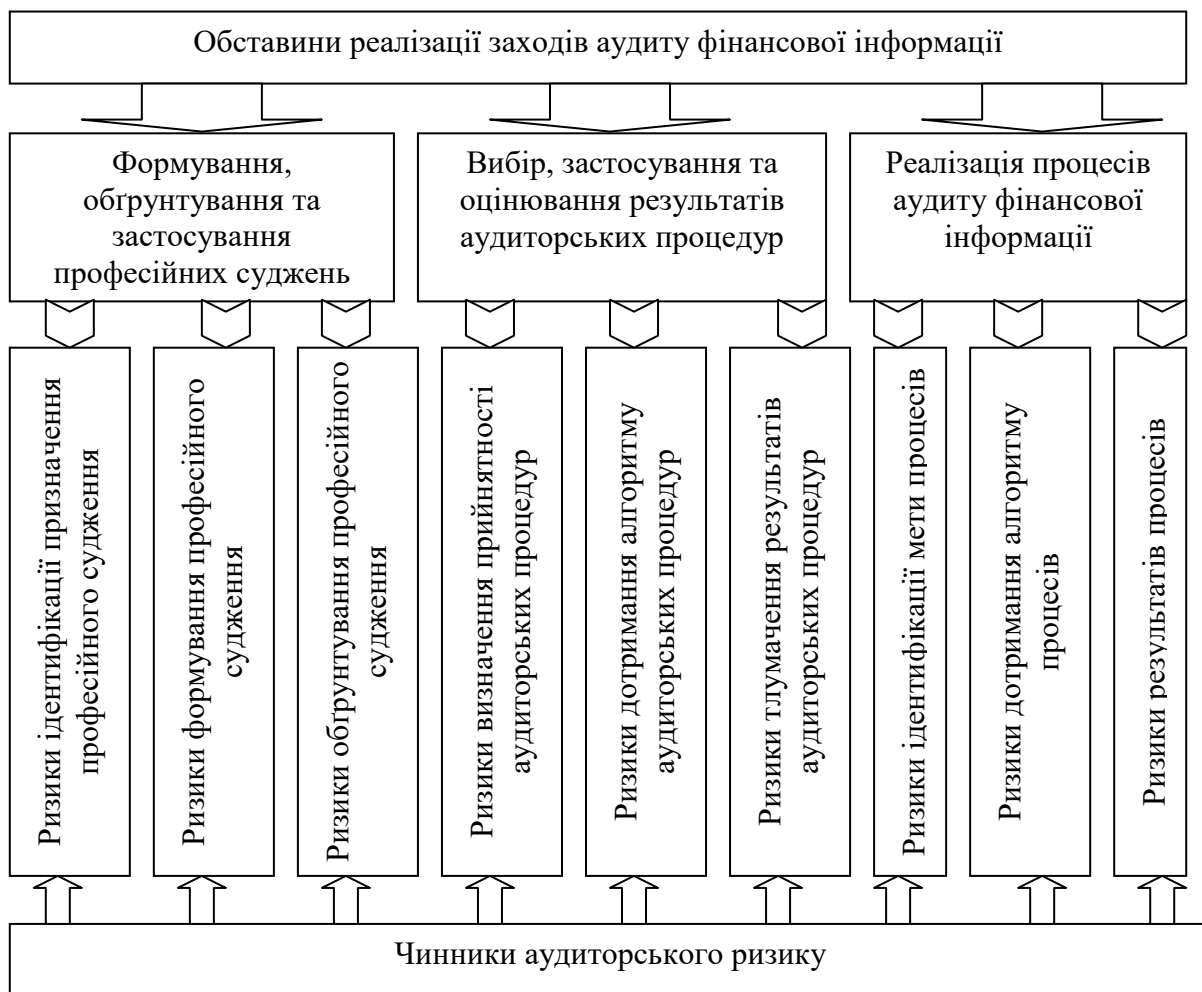 Обставини реалізації заходів аудиту фінансової інформації
Формування,
обґрунтування та
застосування
професійних суджень
Вибір, застосування та
оцінювання результатів
аудиторських процедур
Реалізація процесів
аудиту фінансової
інформації
Ризики ідентифікації призначення
професійного судження
Ризики формування професійного
судження
Ризики обґрунтування професійного
судження
Ризики визначення прийнятності
аудиторських процедур
Ризики дотримання алгоритму
аудиторських процедур
Ризики тлумачення результатів
аудиторських процедур
Ризики ідентифікації мети процесів
Ризики дотримання алгоритму
процесів
Ризики результатів процесів
Чинники аудиторського ризику